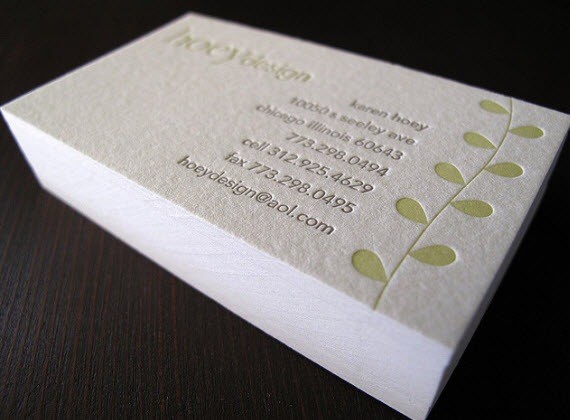 hoeydesign
karen hoey
10050 s seeley ave
chicago illinois 60643
773.298.0494
cell 312.925.4629
fax 773.298.0495
hoeydesign@aol.com